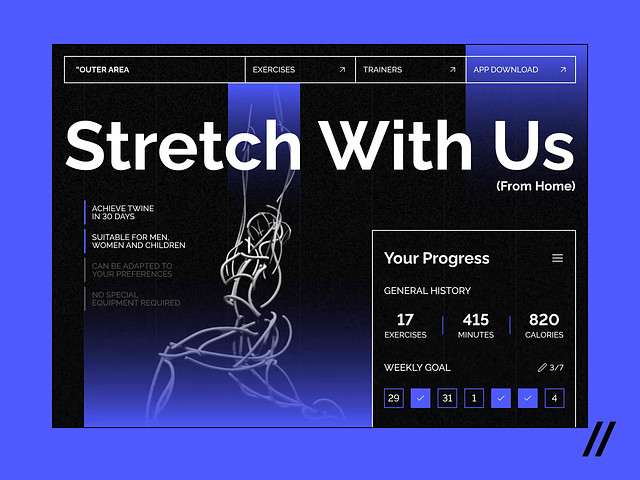 "OUTER AREA
EXERCISES
TRAINERS
APP DOWNLOAD
Stretch With Us
(From Home)
ACHIEVE TWINE
IN 30 DAYS
SUITABLE FOR MEN,
WOMEN AND CHILDREN
CAN BE ADAPTED TO
YOUR PREFERENCES
NO SPECIAL
EQUIPMENT REQUIRED
Your Progress
GENERAL HISTORY
17 415 820
EXERCISES MINUTES CALORIES
WEEKLY GOAL 3/7
29 31 1 4